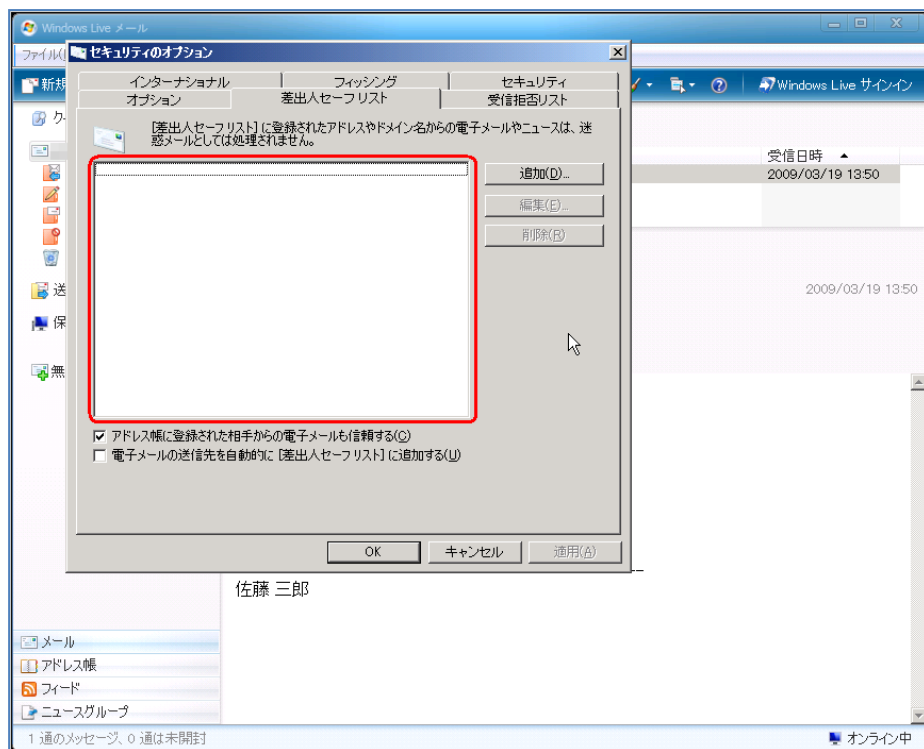 Windows Live メール
ファイル(
セキュリティのオプション
新規
Windows Live サインイン
インターナショナル
フィッシング
セキュリティ
オプション
差出人セーフリスト
受信拒否リスト
[差出人セーフリスト] に登録されたアドレスやドメイン名からの電子メールやニュースは、迷
惑メールとしては処理されません。
追加(D)...
編集(E)...
削除(R)
受信日時
2009/03/19 13:50
2009/03/19 13:50
送
保
無
アドレス帳に登録された相手からの電子メールも信頼する(C)
電子メールの送信先を自動的に [差出人セーフリスト] に追加する(U)
OK
キャンセル
適用(A)
佐藤 三郎
メール
アドレス帳
フィード
ニュースグループ
1 通のメッセージ、0 通は未開封
オンライン中